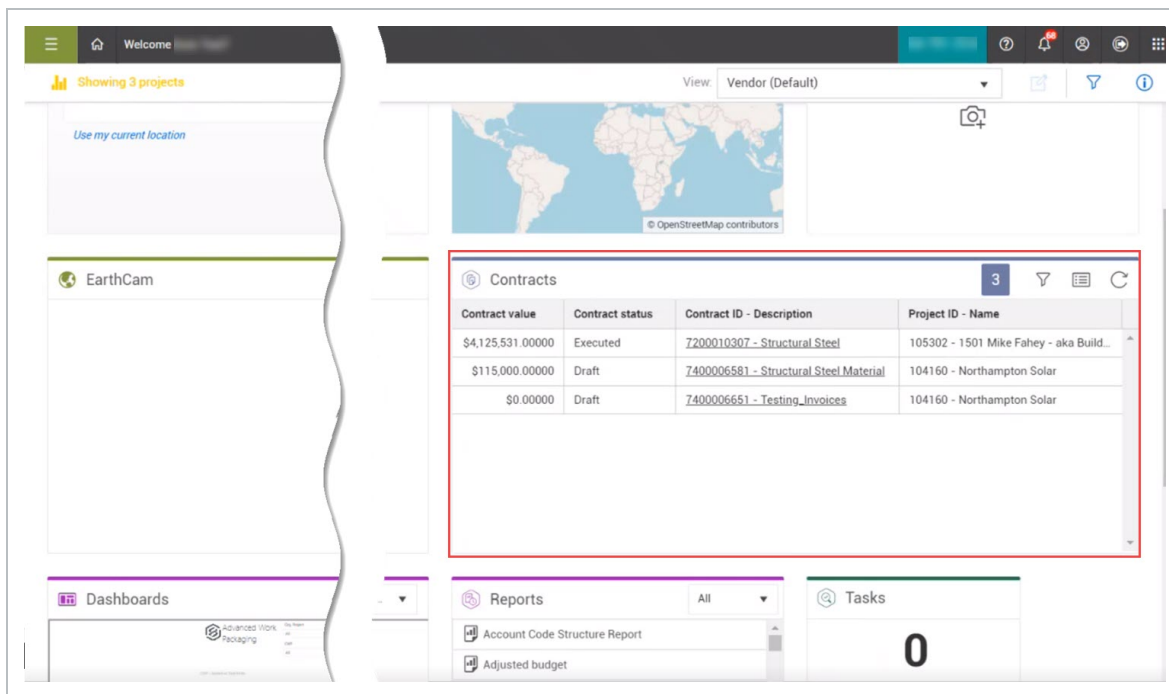 Welcome
68
Showing 3 projects
View: Vendor (Default)
Use my current location
© OpenStreetMap contributors
EarthCam
Contracts
3
Contract value Contract status Contract ID - Description Project ID - Name
$4,125,531.00000 Executed 7200010307 - Structural Steel 105302 - 1501 Mike Fahey - aka Build...
$115,000.00000 Draft 7400006581 - Structural Steel Material 104160 - Northampton Solar
$0.00000 Draft 7400006651 - Testing_Invoices 104160 - Northampton Solar
Dashboards
Reports
All
Tasks
Advanced Work
Packaging
Account Code Structure Report
Adjusted budget
0